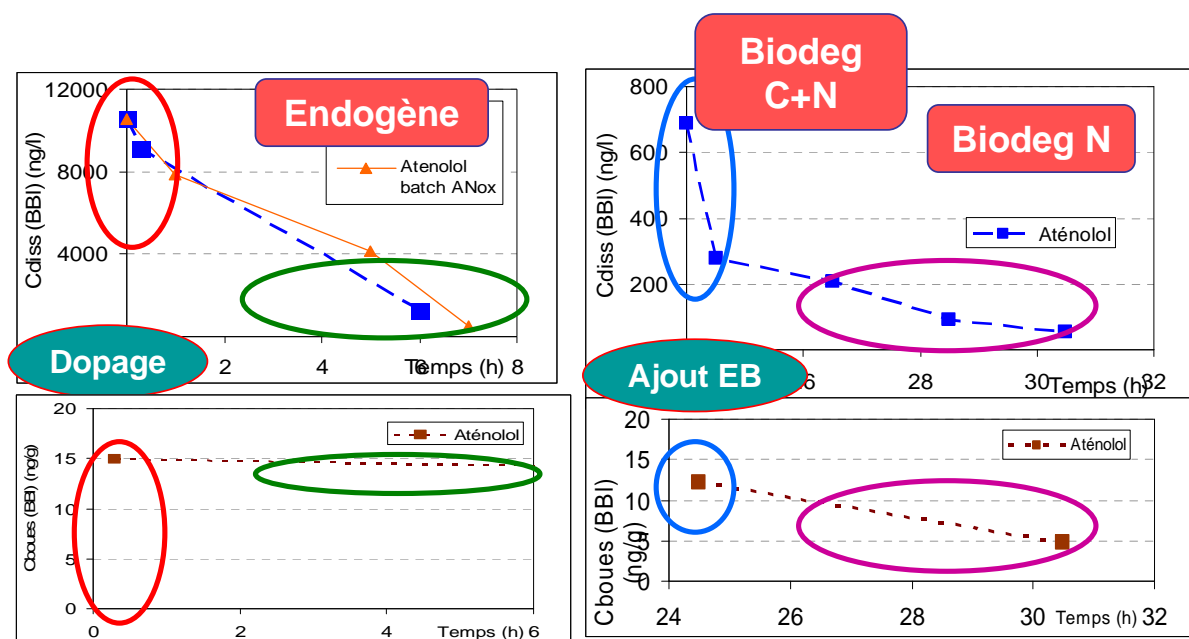 Endogène
12000
8000
4000
Cdiss (BBI) (ng/l)
Atenolol
batch ANox
2
4
6
Temps (h)
8
Dopage
Biodeg
C+N
Biodeg N
800
600
400
200
Cdiss (BBI) (ng/l)
Aténolol
26
28
30
Temps (h)
32
Ajout EB
20
15
10
5
0
Cboues (BBI) (ng/g)
Aténolol
0
2
4
Temps (h)
6
20
15
10
5
0
Cboues (BBI)
(ng/g)
Aténolol
24
26
28
30
Temps (h)
32